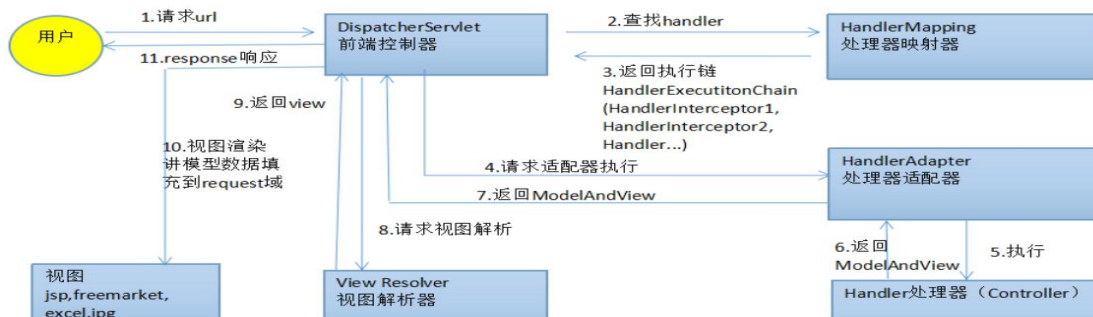 用户
1.请求url
DispatcherServlet
前端控制器
2.查找handler
HandlerMapping
处理器映射器
11.response响应
3.返回执行链
HandlerExecutitonChain
(HandlerInterceptor1,
HandlerInterceptor2,
Handler...)
9.返回view
10.视图渲染
讲模型数据填
充到request域
4.请求适配器执行
HandlerAdapter
处理器适配器
7.返回ModelAndView
8.请求视图解析
6.返回
ModelAndView
5.执行
视图
jsp,freemarket,
excel.jpg
View Resolver
视图解析器
Handler处理器（Controller）